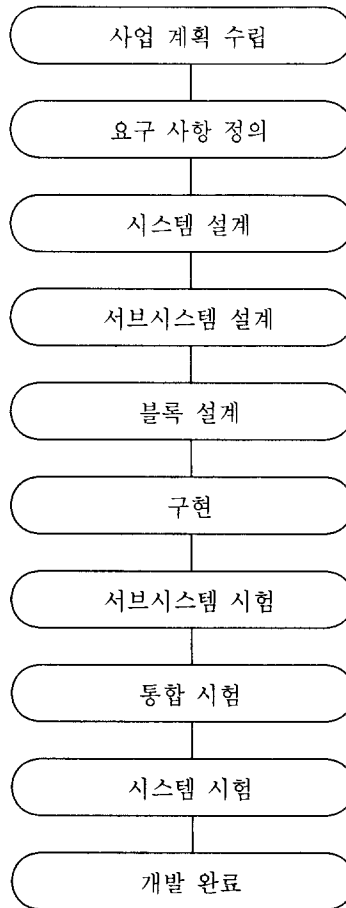 사업 계획 수립
요구 사항 정의
시스템 설계
서브시스템 설계
블록 설계
구현
서브시스템 시험
통합 시험
시스템 시험
개발 완료